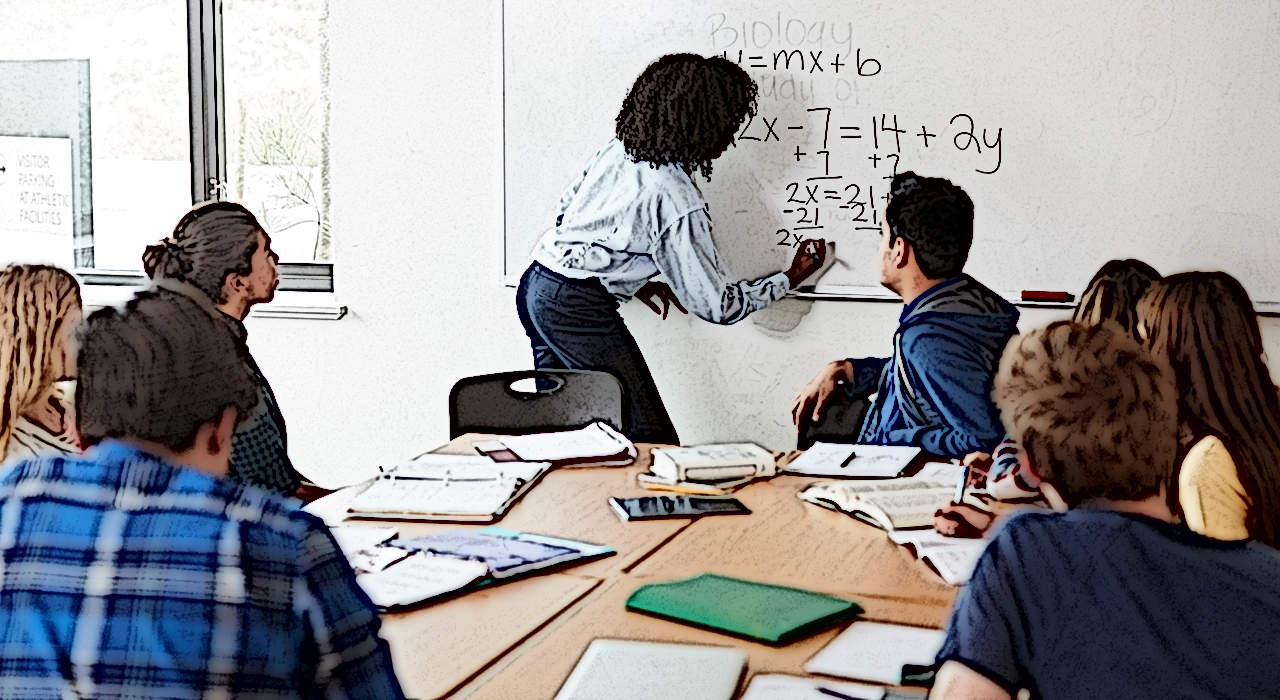 Biology
y=mx+b
Study of
2x-7=14+2y
+7 +7
2x=21+
-21 -21
2x
VISITOR
PARKING
AT ATHLETIC
FACILITIES